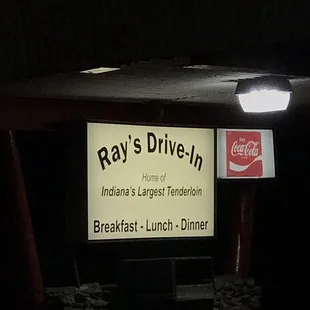 Ray's Drive-In
Home of
Indiana's Largest Tenderloin
Breakfast - Lunch - Dinner
Coca-Cola